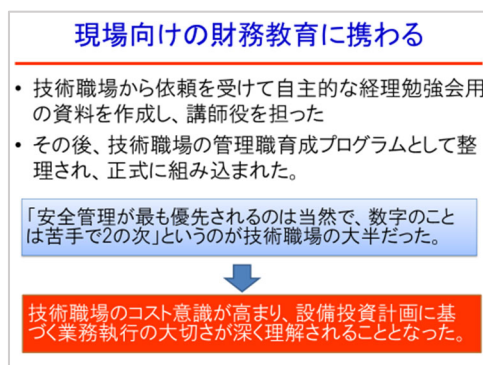 現場向けの財務教育に携わる
• 技術職場から依頼を受けて自主的な経理勉強会用
の資料を作成し、講師役を担った
• その後、技術職場の管理職育成プログラムとして整
理され、正式に組み込まれた。
「安全管理が最も優先されるのは当然で、数字のこと
は苦手で2の次」というのが技術職場の大半だった。
技術職場のコスト意識が高まり、設備投資計画に基
づく業務執行の大切さが深く理解されることとなった。